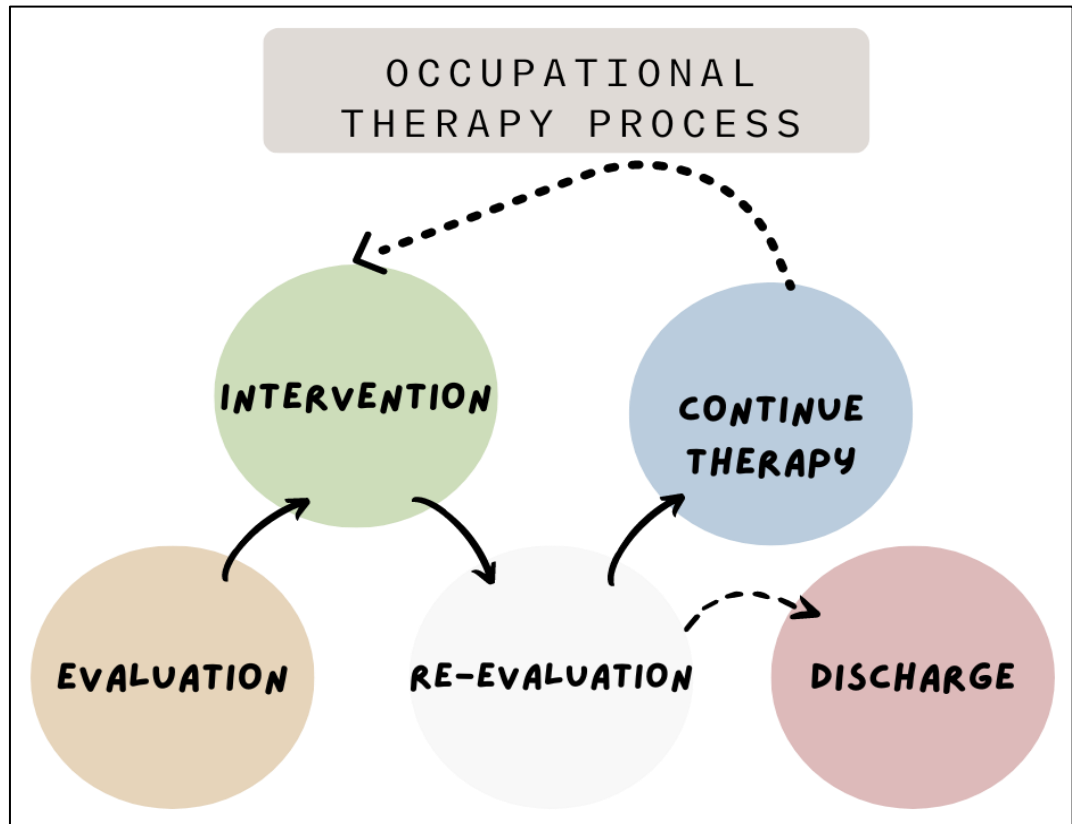 OCCUPATIONAL
THERAPY PROCESS
INTERVENTION
CONTINUE
THERAPY
EVALUATION
RE-EVALUATION
DISCHARGE